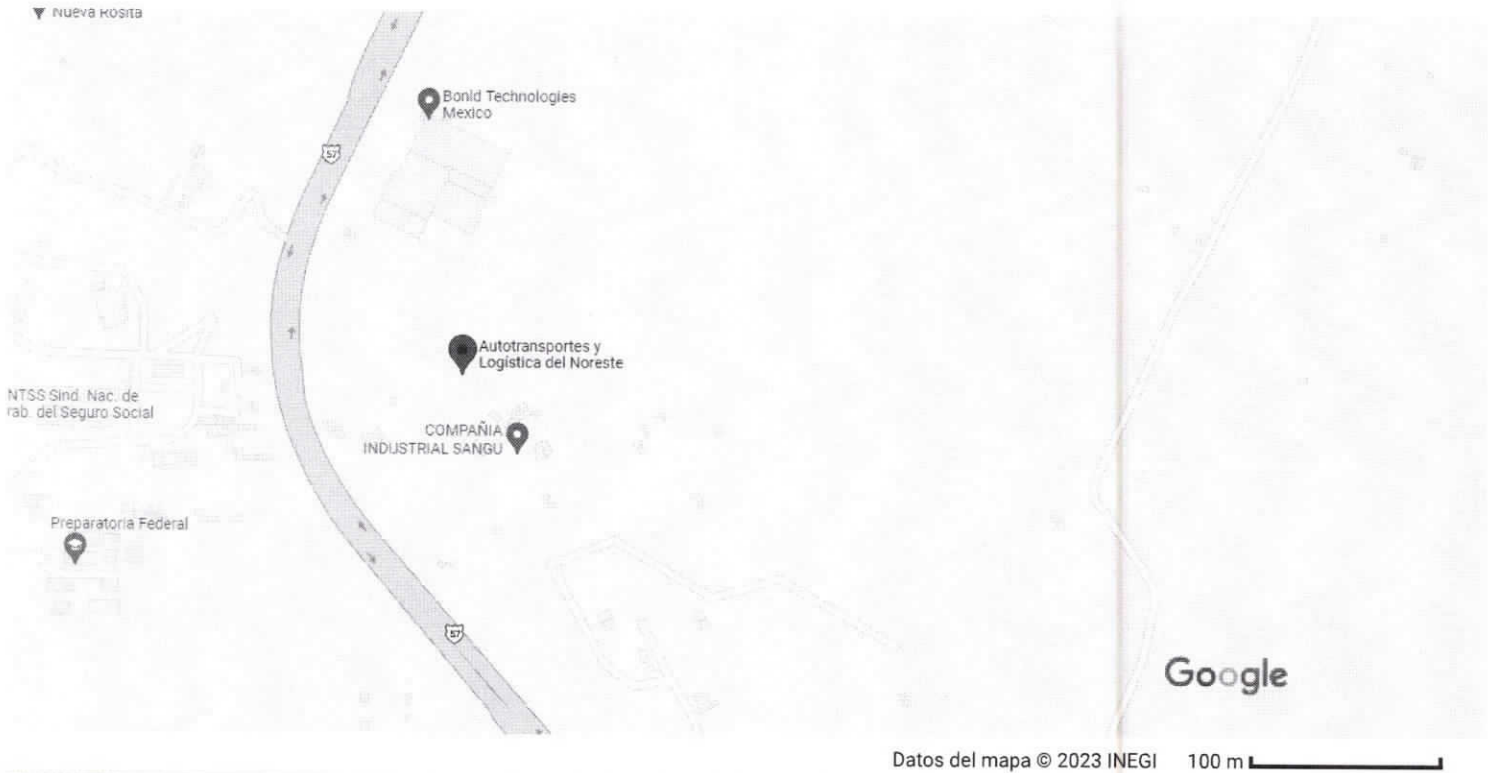 Nueva Rosita
Bonld Technologies
Mexico
57
Autotransportes y
Logística del Noreste
NTSS Sind. Nac. de
rab. del Seguro Social
COMPAÑIA
INDUSTRIAL SANGU
Preparatoria Federal
57
Google
Datos del mapa © 2023 INEGI 100 m